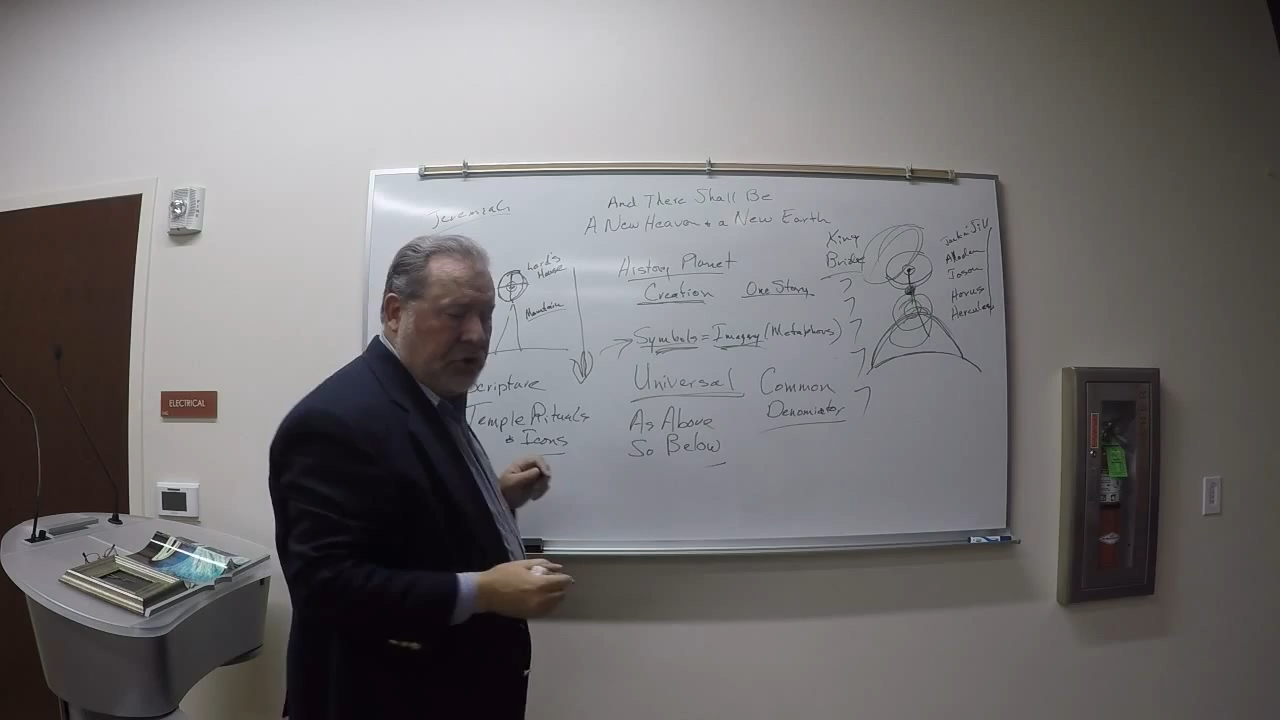 And There Shall Be
A New Heaven & a New Earth
Jeremiah
Lord's
House
Mountain
Scripture
Temple Rituals
& Icons
History Planet
Creation One Story
Symbols = Imagery (Metaphors)
Universal Common
Denominator
As Above
So Below
King
Bride
Jack n Jill
Jason
Horus
Hercules
ELECTRICAL